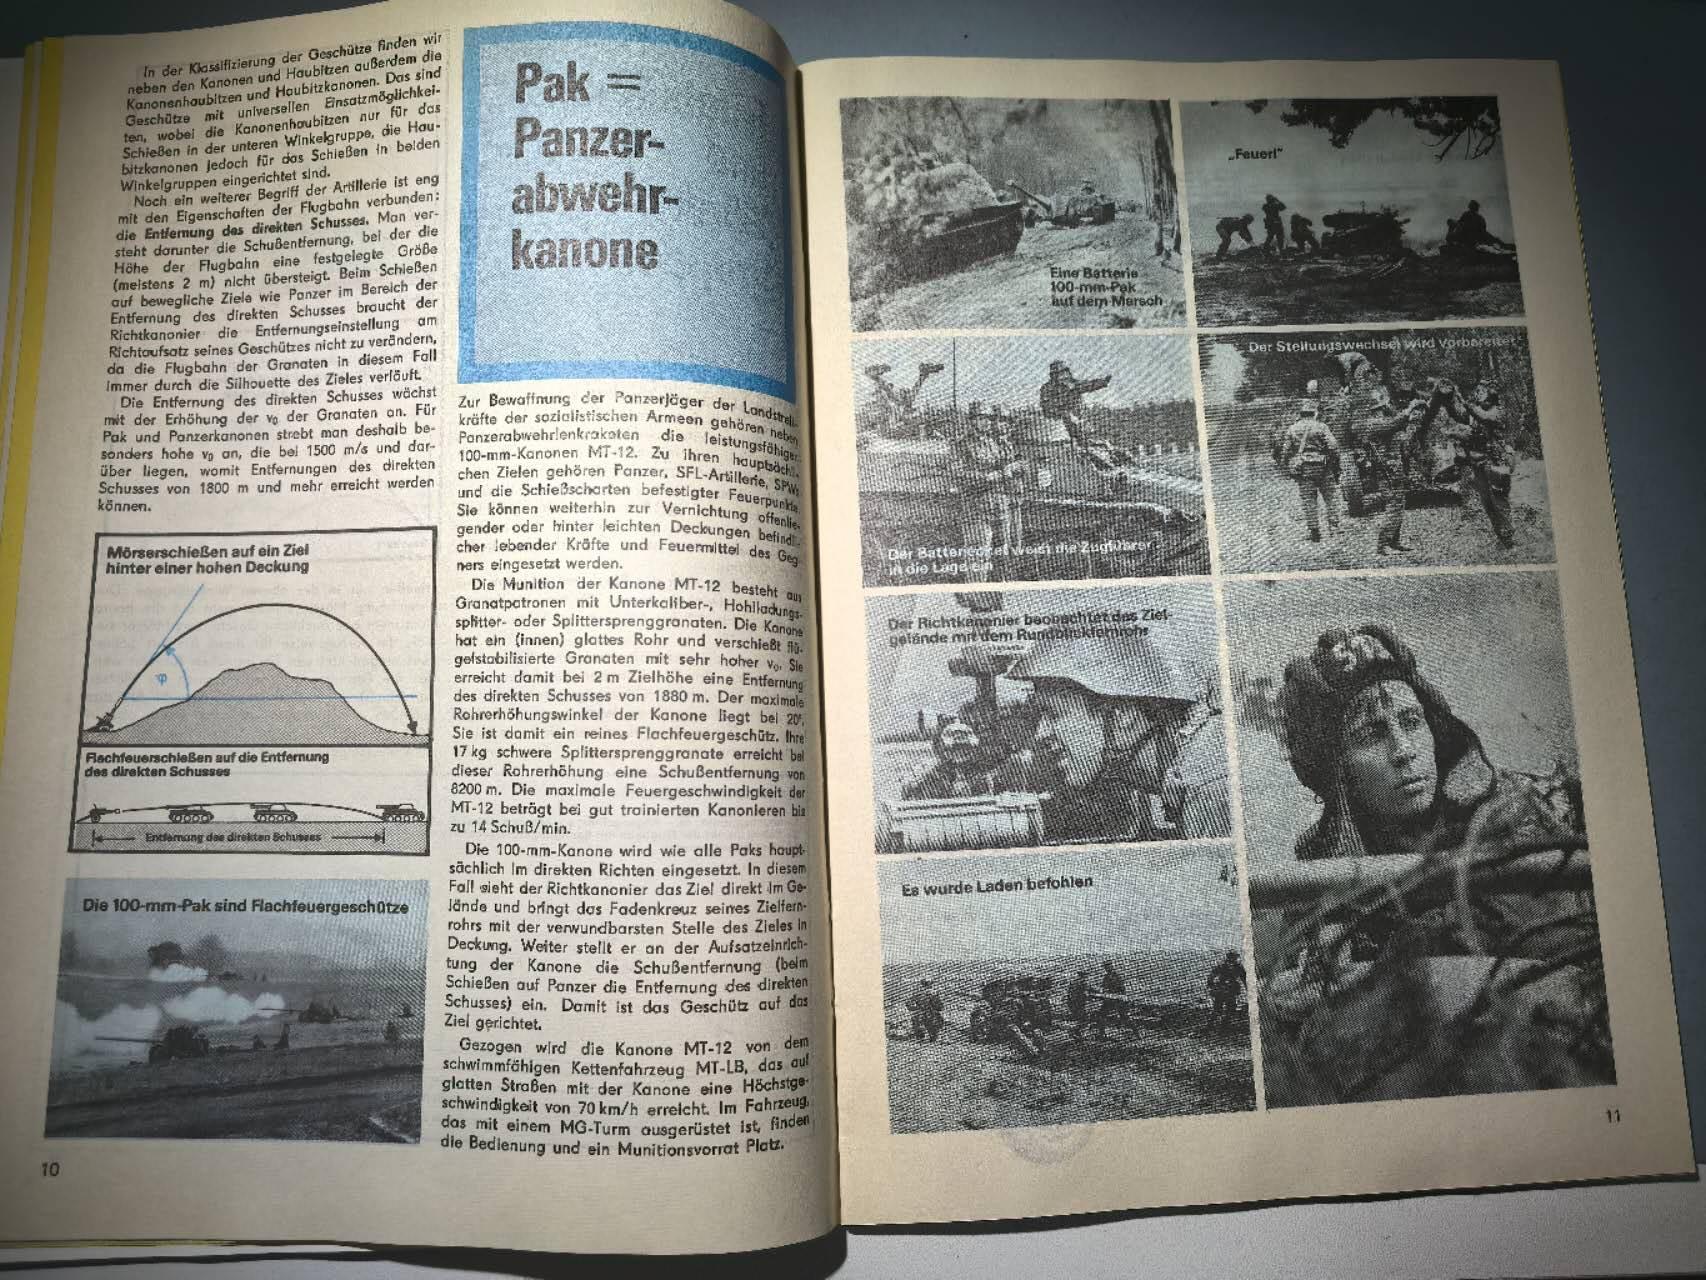 In der Klassifizierung der Geschütze finden wir
neben den Kanonen und Haubitzen außerdem die
Kanonenhaubitzen und Haubitzkanonen. Das sind
Geschütze mit universellen Einsatzmöglichkei-
ten, wobei die Kanonenhaubitzen nur für das
Schießen in der unteren Winkelgruppe, die Hau-
bitzkanonen jedoch für das Schießen in beiden
Winkelgruppen eingerichtet sind.
Noch ein weiterer Begriff der Artillerie ist eng
mit den Eigenschaften der Flugbahn verbunden:
die Entfernung des direkten Schusses. Man ver-
steht darunter die Schußentfernung, bei der die
Höhe der Flugbahn eine festgelegte Größe
(meistens 2 m) nicht übersteigt. Beim Schießen
auf bewegliche Ziele wie Panzer im Bereich der
Entfernung des direkten Schusses braucht der
Richtkanonier die Entfernungseinstellung am
Richtaufsatz seines Geschützes nicht zu verändern,
da die Flugbahn der Granaten in diesem Fall
immer durch die Silhouette des Zieles verläuft.
Die Entfernung des direkten Schusses wächst
mit der Erhöhung der v₀ der Granaten an. Für
Pak und Panzerkanonen strebt man deshalb be-
sonders hohe v₀ an, die bei 1500 m/s und dar-
über liegen, womit Entfernungen des direkten
Schusses von 1800 m und mehr erreicht werden
können.
Mörserschießen auf ein Ziel
hinter einer hohen Deckung
φ
Flachfeuerschießen auf die Entfernung
des direkten Schusses
Entfernung des direkten Schusses
Die 100-mm-Pak sind Flachfeuergeschütze
10
Pak =
Panzer-
abwehr-
kanone
Zur Bewaffnung der Panzerjäger der Landstreit-
kräfte der sozialistischen Armeen gehören neben
Panzerabwehrlenkraketen die leistungsfähigen
100-mm-Kanonen MT-12. Zu ihren hauptsächli-
chen Zielen gehören Panzer, SFL-Artillerie, SPW
und die Schießscharten befestigter Feuerpunkte.
Sie können weiterhin zur Vernichtung offenlie-
gender oder hinter leichten Deckungen befindli-
cher lebender Kräfte und Feuermittel des Geg-
ners eingesetzt werden.
Die Munition der Kanone MT-12 besteht aus
Granatpatronen mit Unterkaliber-, Hohlladungs-
splitter- oder Splittersprenggranaten. Die Kanone
hat ein (innen) glattes Rohr und verschießt flü-
gelstabilisierte Granaten mit sehr hoher v₀. Sie
erreicht damit bei 2 m Zielhöhe eine Entfernung
des direkten Schusses von 1880 m. Der maximale
Rohrerhöhungswinkel der Kanone liegt bei 20°.
Sie ist damit ein reines Flachfeuergeschütz. Ihre
17 kg schwere Splittersprenggranate erreicht bei
dieser Rohrerhöhung eine Schußentfernung von
8200 m. Die maximale Feuergeschwindigkeit der
MT-12 beträgt bei gut trainierten Kanonieren bis
zu 14 Schuß/min.
Die 100-mm-Kanone wird wie alle Paks haupt-
sächlich im direkten Richten eingesetzt. In diesem
Fall sieht der Richtkanonier das Ziel direkt im Ge-
lände und bringt das Fadenkreuz seines Zielfern-
rohrs mit der verwundbarsten Stelle des Zieles in
Deckung. Weiter stellt er an der Aufsatzeinrich-
tung der Kanone die Schußentfernung (beim
Schießen auf Panzer die Entfernung des direkten
Schusses) ein. Damit ist das Geschütz auf das
Ziel gerichtet.
Gezogen wird die Kanone MT-12 von dem
schwimmfähigen Kettenfahrzeug MT-LB, das auf
glatten Straßen mit der Kanone eine Höchstge-
schwindigkeit von 70 km/h erreicht. Im Fahrzeug,
das mit einem MG-Turm ausgerüstet ist, finden
die Bedienung und ein Munitionsvorrat Platz.
Eine Batterie
100-mm-Pak
auf dem Marsch
„Feuer!“
Der Batteriechef weist die Zugführer
in die Lage ein
Der Stellungswechsel wird vorbereitet
Der Richtkanonier beobachtet das Ziel-
gelände mit dem Rundblickfernrohr
Es wurde Laden befohlen
11